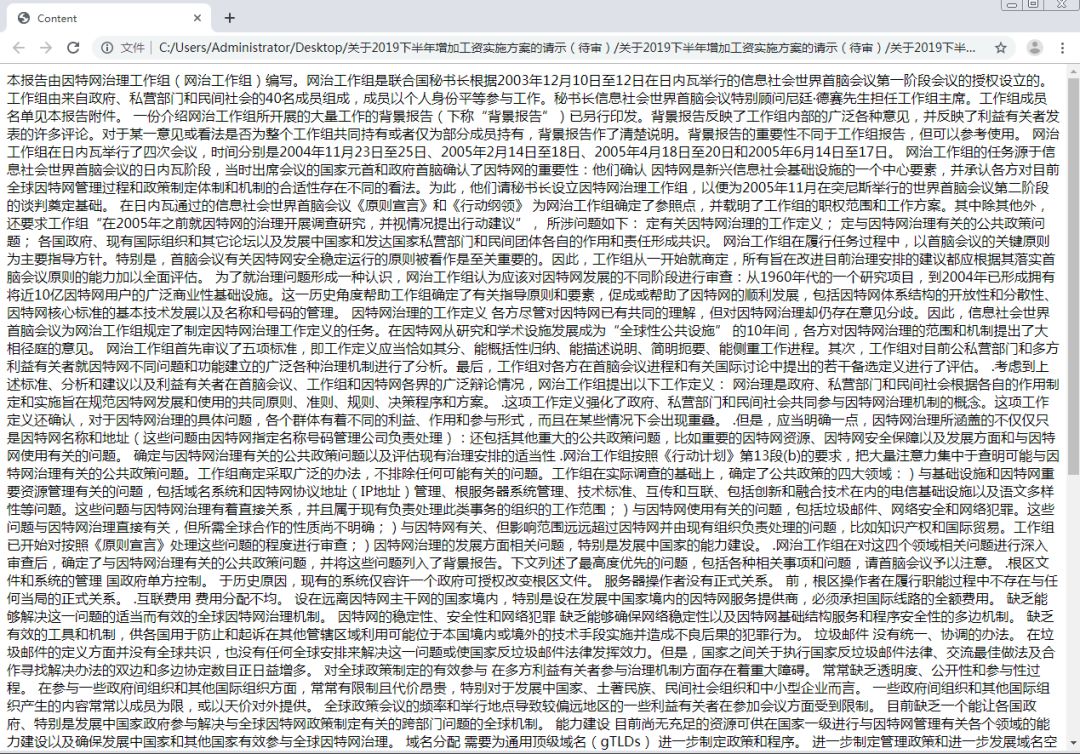 Content
文件 | C:/Users/Administrator/Desktop/关于2019下半年增加工资实施方案的请示（待审）/关于2019下半年增加工资实施方案的请示（待审）/关于2019下半...
本报告由因特网治理工作组（网治工作组）编写。网治工作组是联合国秘书长根据2003年12月10日至12日在日内瓦举行的信息社会世界首脑会议第一阶段会议的授权设立的。
工作组由来自政府、私营部门和民间社会的40名成员组成，成员以个人身份平等参与工作。秘书长信息社会世界首脑会议特别顾问尼廷·德赛先生担任工作组主席。工作组成员
名单见本报告附件。 一份介绍网治工作组所开展的大量工作的背景报告（下称“背景报告”）已另行印发。背景报告反映了工作组内部的广泛各种意见，并反映了利益有关者发
表的许多评论。对于某一意见或看法是否为整个工作组共同持有或者仅为部分成员持有，背景报告作了清楚说明。背景报告的重要性不同于工作组报告，但可以参考使用。 网治
工作组在日内瓦举行了四次会议，时间分别是2004年11月23日至25日、2005年2月14日至18日、2005年4月18日至20日和2005年6月14日至17日。 网治工作组的任务源于信
息社会世界首脑会议的日内瓦阶段，当时出席会议的国家元首和政府首脑确认了因特网的重要性：他们确认 因特网是新兴信息社会基础设施的一个中心要素，并承认各方对目前
全球因特网管理过程和政策制定体制和机制的合适性存在不同的看法。为此，他们请秘书长设立因特网治理工作组，以便为2005年11月在突尼斯举行的世界首脑会议第二阶段
的谈判奠定基础。 在日内瓦通过的信息社会世界首脑会议《原则宣言》和《行动纲领》 为网治工作组确定了参照点，并载明了工作组的职权范围和工作方案。其中除其他外，
还要求工作组 “在2005年之前就因特网的治理开展调查研究，并视情况提出行动建议” ， 所涉问题如下： 定有关因特网治理的工作定义； 定与因特网治理有关的公共政策问
题； 各国政府、现有国际组织和其它论坛以及发展中国家和发达国家私营部门和民间团体各自的作用和责任形成共识。 网治工作组在履行任务过程中，以首脑会议的关键原则
为主要指导方针。特别是，首脑会议有关因特网安全稳定运行的原则被看作是至关重要的。因此，工作组从一开始就商定，所有旨在改进目前治理安排的建议都应根据其落实首
脑会议原则的能力加以全面评估。 为了就治理问题形成一种认识，网治工作组认为应该对因特网发展的不同阶段进行审查：从1960年代的一个研究项目，到2004年已形成拥有
将近10亿因特网用户的广泛商业性基础设施。这一历史角度帮助工作组确定了有关指导原则和要素，促成或帮助了因特网的顺利发展，包括因特网体系结构的开放性和分散性、
因特网核心标准的基本技术发展以及名称和号码的管理。 因特网治理的工作定义 各方尽管对因特网已有共同的理解，但对因特网治理却仍存在意见分歧。因此，信息社会世界
首脑会议为工作组规定了制定因特网治理工作定义的任务。在因特网从研究和学术设施发展成为 “全球性公共设施” 的10年间，各方对因特网治理的范围和机制提出了大
相径庭的意见。 网治工作组首先审议了五项标准，即工作定义应当恰如其分、能概括性归纳、能描述说明、简明扼要、能侧重工作进程。其次，工作组对目前公私营部门和多方
利益有关者就因特网不同问题和功能建立的广泛各种治理机制进行了分析。最后，工作组对各方在首脑会议进程和有关国际讨论中提出的若干备选定义进行了评估。 .考虑到上
述标准、分析和建议以及利益有关者在首脑会议、工作组和因特网各界的广泛辩论情况，网治工作组提出以下工作定义： 网治理是政府、私营部门和民间社会根据各自的作用制
定和实施旨在规范因特网发展和使用的共同原则、准则、规则、决策程序和方案。 .这项工作定义强化了政府、私营部门和民间社会共同参与因特网治理机制的概念。这项工作
定义还确认，对于因特网治理的具体问题，各个群体有着不同的利益、作用和参与形式，而且在某些情况下会出现重叠。 .但是，应当明确一点，因特网治理所涵盖的不仅仅只
是因特网名称和地址（这些问题由因特网指定名称号码管理公司负责处理）：还包括其他重大的公共政策问题，比如重要的因特网资源、因特网安全保障以及发展方面和与因特
网使用有关的问题。 确定与因特网治理有关的公共政策问题以及评估现有治理安排的适当性 .网治工作组按照《行动计划》第13段(b)的要求，把大量注意力集中于查明可能与因
特网治理有关的公共政策问题。工作组商定采取广泛的办法，不排除任何可能有关的问题。工作组在实际调查的基础上，确定了公共政策的四大领域：）与基础设施和因特网重
要资源管理有关的问题，包括域名系统和因特网协议地址（IP地址）管理、根服务器系统管理、技术标准、互传和互联、包括创新和融合技术在内的电信基础设施以及语文多样
性等问题。这些问题与因特网治理有着直接关系，并且属于现有负责处理此类事务的组织的工作范围；）与因特网使用有关的问题，包括垃圾邮件、网络安全和网络犯罪。这些
问题与因特网治理直接有关，但所需全球合作的性质尚不明确；）与因特网有关、但影响范围远远超过因特网并由现有组织负责处理的问题，比如知识产权和国际贸易。工作组
已开始对按照《原则宣言》处理这些问题的程度进行审查；）因特网治理的发展方面相关问题，特别是发展中国家的能力建设。 .网治工作组在对这四个领域相关问题进行深入
审查后，确定了与因特网治理有关的公共政策问题，并将这些问题列入了背景报告。下文列述了最高度优先的问题，包括各种相关事项和问题，请首脑会议予以注意。 .根区文
件和系统的管理 国政府单方控制。 于历史原因，现有的系统仅容许一个政府可授权改变根区文件。 服务器操作者没有正式关系。 前，根区操作者在履行职能过程中不存在与任
何当局的正式关系。 .互联费用 费用分配不均。 设在远离因特网主干网的国家境内，特别是设在发展中国家境内的因特网服务提供商，必须承担国际线路的全额费用。 缺乏能
够解决这一问题的适当而有效的全球因特网治理机制。 因特网的稳定性、安全性和网络犯罪 缺乏能够确保网络稳定性以及因特网基础结构服务和程序安全性的多边机制。 缺乏
有效的工具和机制，供各国用于防止和起诉在其他管辖区域利用可能位于本国境内或境外的技术手段实施并造成不良后果的犯罪行为。 垃圾邮件 没有统一、协调的办法。 在垃
圾邮件的定义方面并没有全球共识，也没有任何全球安排来解决这一问题或使国家反垃圾邮件法律发挥效力。但是，国家之间关于执行国家反垃圾邮件法律、交流最佳做法及合
作寻找解决办法的双边和多边协定数目正日益增多。 对全球政策制定的有效参与 在多方利益有关者参与治理机制方面存在着重大障碍。 常常缺乏透明度、公开性和参与性过
程。 在参与一些政府间组织和其他国际组织方面，常常有限制且代价昂贵，特别对于发展中国家、土著民族、民间社会组织和中小型企业而言。 一些政府间组织和其他国际组
织产生的内容常常以成员为限，或以天价对外提供。 全球政策会议的频率和举行地点导致较偏远地区的一些利益有关者在参加会议方面受到限制。 目前缺乏一个能让各国政
府、特别是发展中国家政府参与解决与全球因特网政策制定有关的跨部门问题的全球机制。 能力建设 目前尚无充足的资源可供在国家一级进行与因特网管理有关各个领域的能
力建设以及确保发展中国家和其他国家有效参与全球因特网治理。 域名分配 需要为通用顶级域名（gTLDs） 进一步制定政策和程序。 进一步制定管理政策和进一步发展域名空